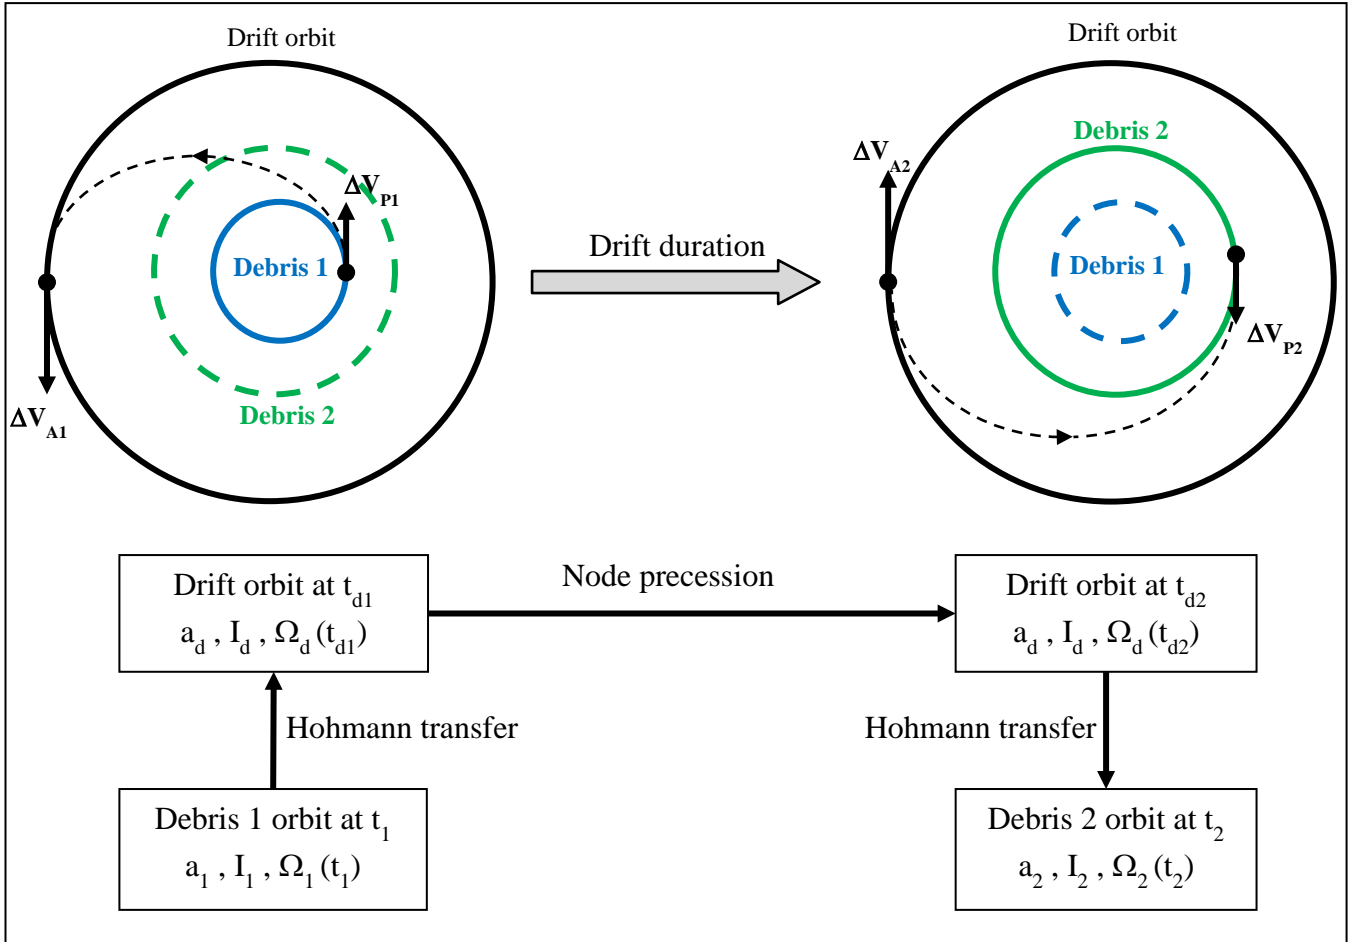 Drift orbit
ΔV_P1
Debris 1
Debris 2
ΔV_A1
Drift duration
Drift orbit
Debris 2
ΔV_A2
Debris 1
ΔV_P2
Drift orbit at t_d1
a_d , I_d , Ω_d (t_d1)
Node precession
Drift orbit at t_d2
a_d , I_d , Ω_d (t_d2)
Hohmann transfer
Hohmann transfer
Debris 1 orbit at t_1
a_1 , I_1 , Ω_1 (t_1)
Debris 2 orbit at t_2
a_2 , I_2 , Ω_2 (t_2)